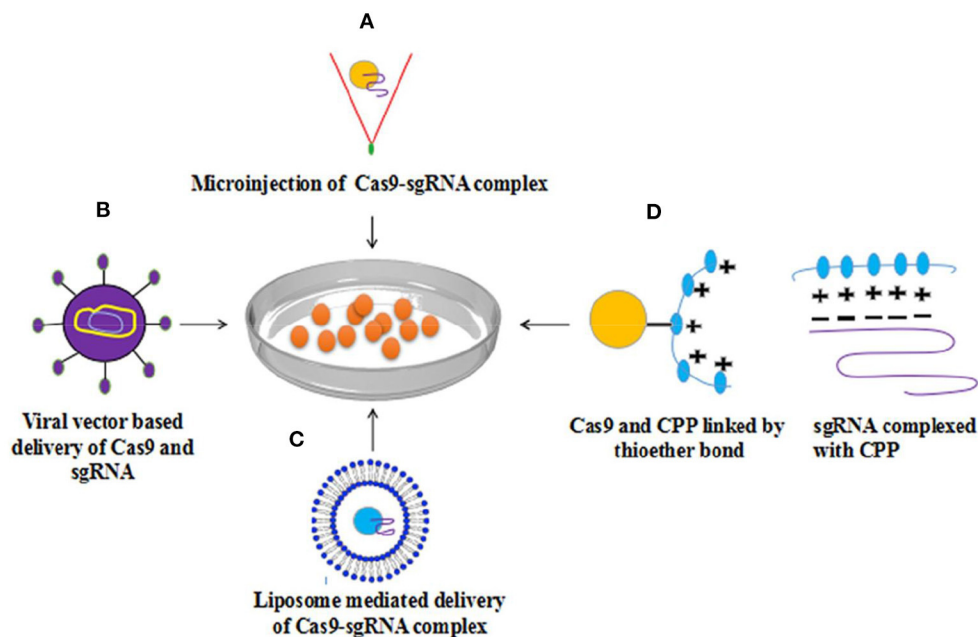 A
Microinjection of Cas9-sgRNA complex
B
Viral vector based
delivery of Cas9 and
sgRNA
C
Liposome mediated delivery
of Cas9-sgRNA complex
D
Cas9 and CPP linked by
thioether bond
sgRNA complexed
with CPP